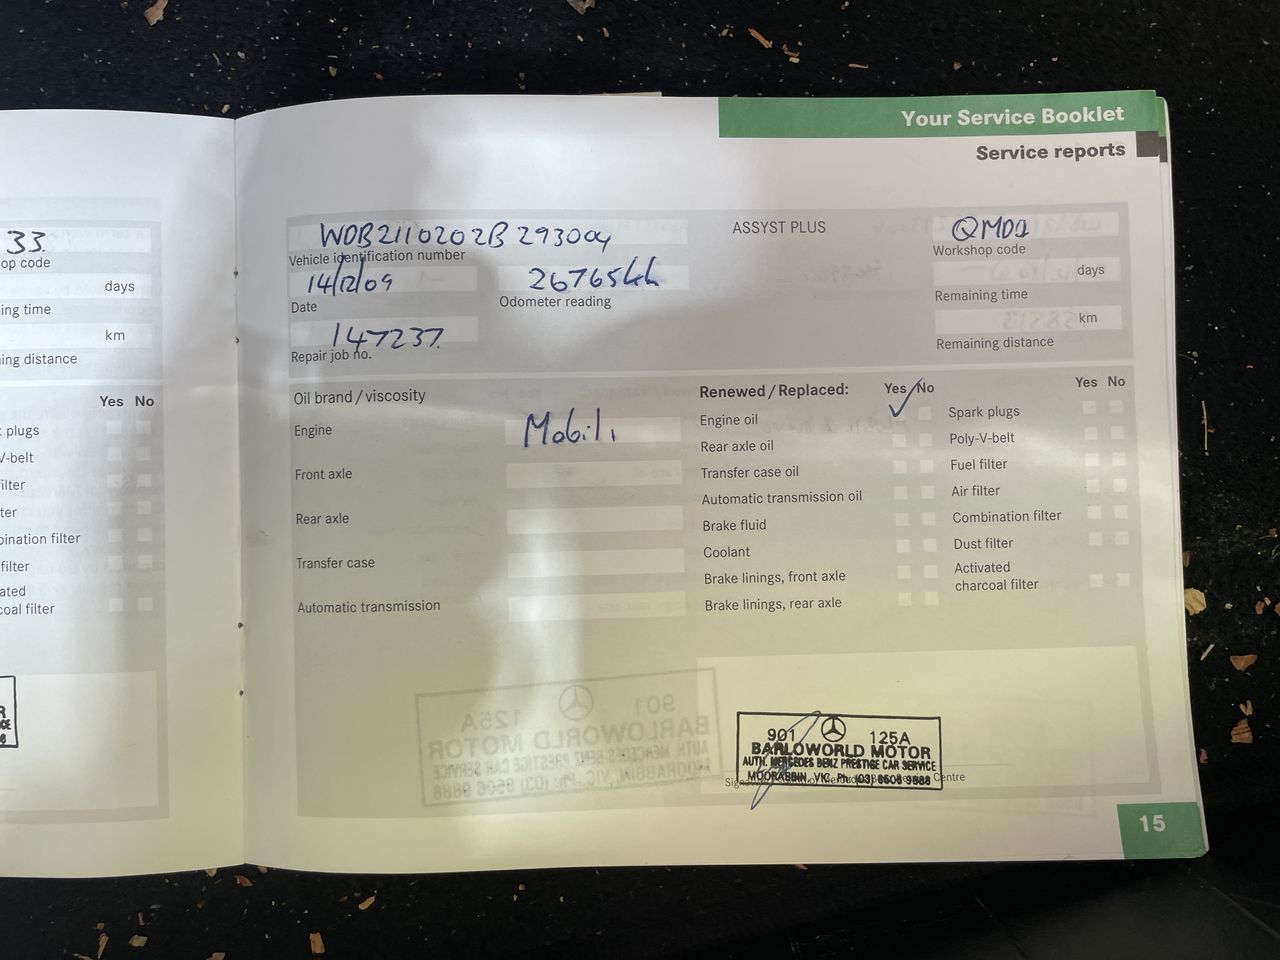 Your Service Booklet
Service reports
33.
op code
days
ing time
km
ing distance
Yes No
plugs
V-belt
ilter
ter
bination filter
filter
ated
coal filter
WDB2110202B293004
Vehicle identification number
14/12/09
Date
Odometer reading
147237.
Repair job no.
ASSYST PLUS
Workshop code
days
Remaining time
km
Remaining distance
Oil brand / viscosity
Engine
Mobil 1
Front axle
Rear axle
Transfer case
Automatic transmission
Renewed / Replaced: Yes No
Engine oil ✓
Rear axle oil
Transfer case oil
Automatic transmission oil
Brake fluid
Coolant
Brake linings, front axle
Brake linings, rear axle
Yes No
Spark plugs
Poly-V-belt
Fuel filter
Air filter
Combination filter
Dust filter
Activated
charcoal filter
901 125A
BARLOWORLD MOTOR
AUTH. MERCEDES BENZ PRESTIGE CAR SERVICE
MOORABBIN, VIC. Ph: (03) 8506 9888
Centre
15